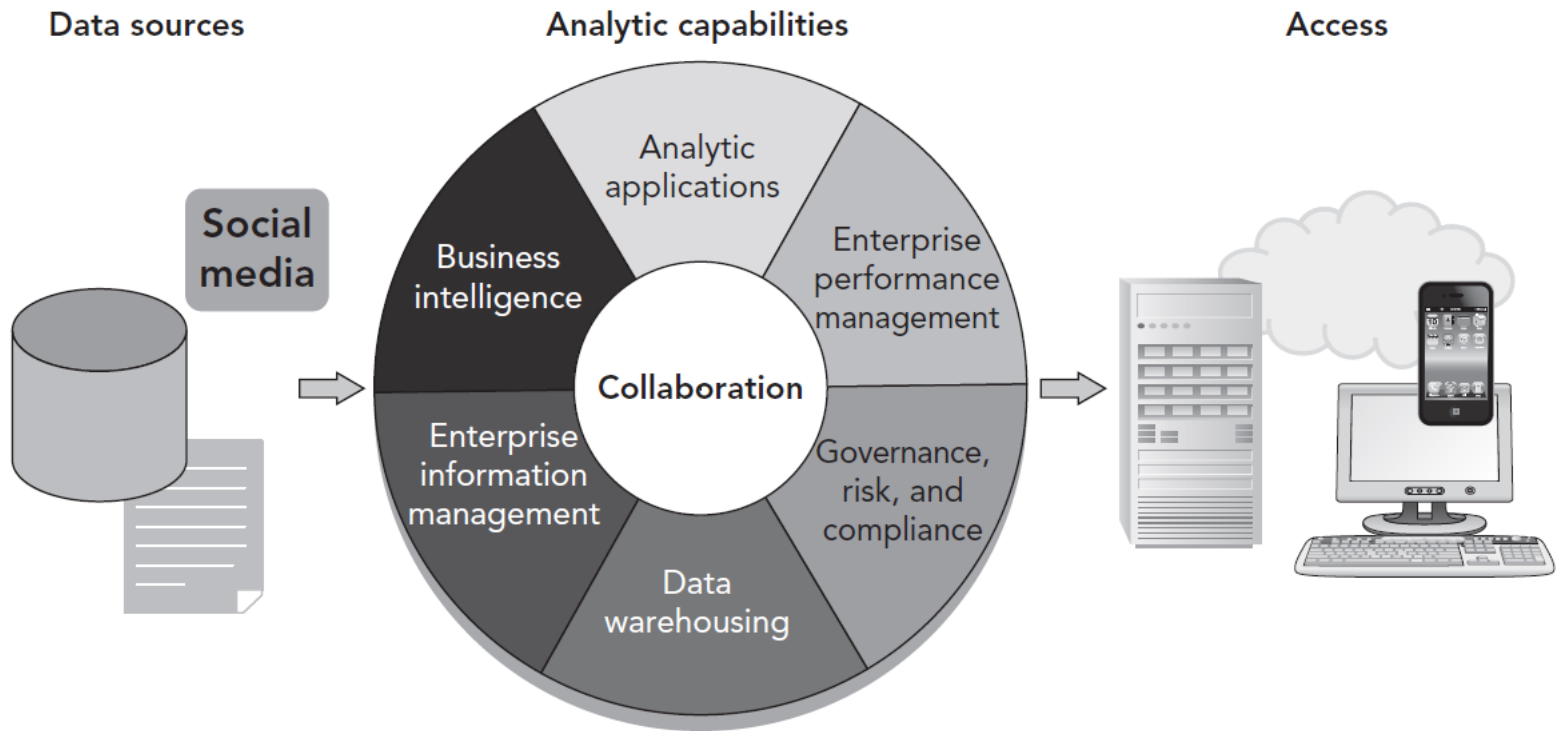 Data sources
Analytic capabilities
Access
Social
media
Analytic
applications
Enterprise
performance
management
Governance,
risk, and
compliance
Data
warehousing
Enterprise
information
management
Business
intelligence
Collaboration